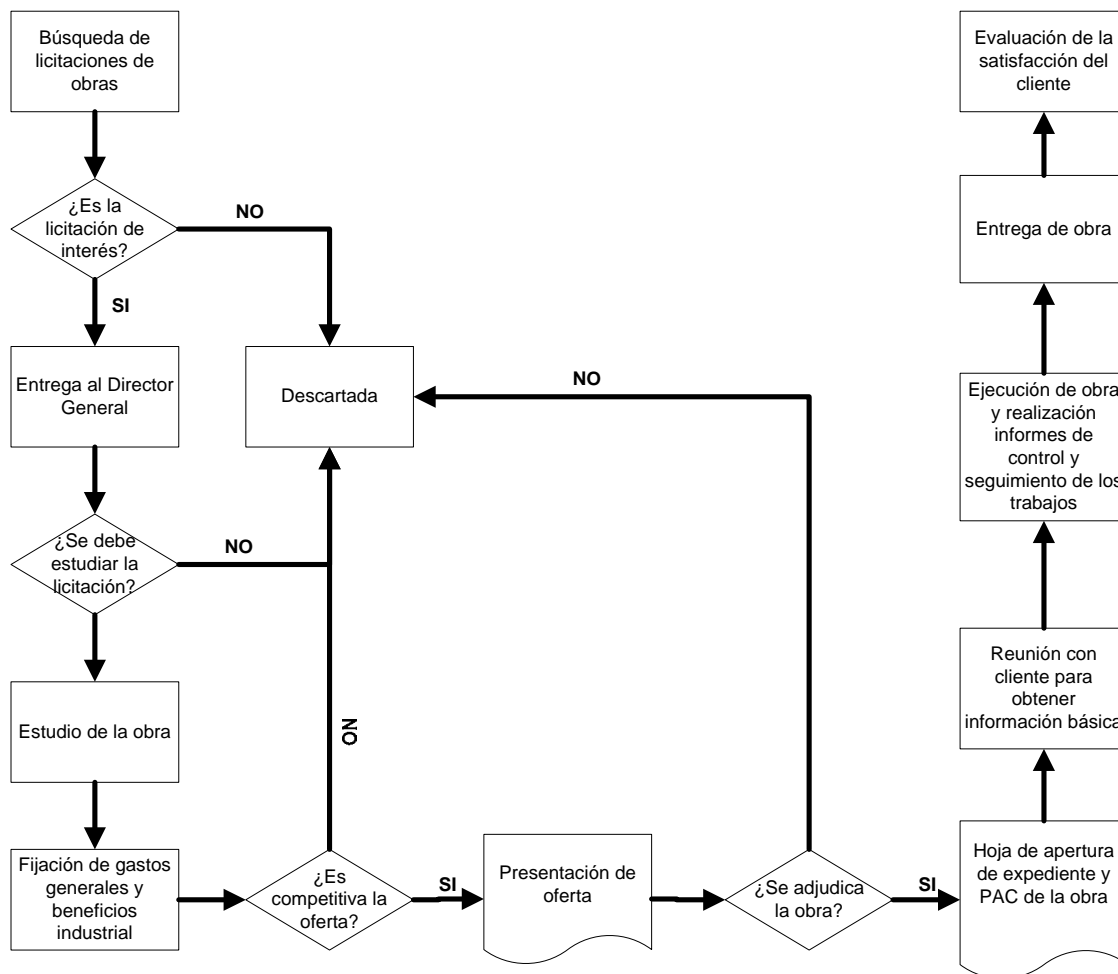 Búsqueda de
licitaciones de
obras
¿Es la
licitación de
interés?
NO
SI
Entrega al Director
General
Descartada
NO
¿Se debe
estudiar la
licitación?
NO
Estudio de la obra
NO
Fijación de gastos
generales y
beneficios
industrial
¿Es
competitiva la
oferta?
SI
Presentación de
oferta
¿Se adjudica
la obra?
SI
Hoja de apertura
de expediente y
PAC de la obra
Reunión con
cliente para
obtener
información básica
Ejecución de obra
y realización
informes de
control y
seguimiento de los
trabajos
Entrega de obra
Evaluación de la
satisfacción del
cliente